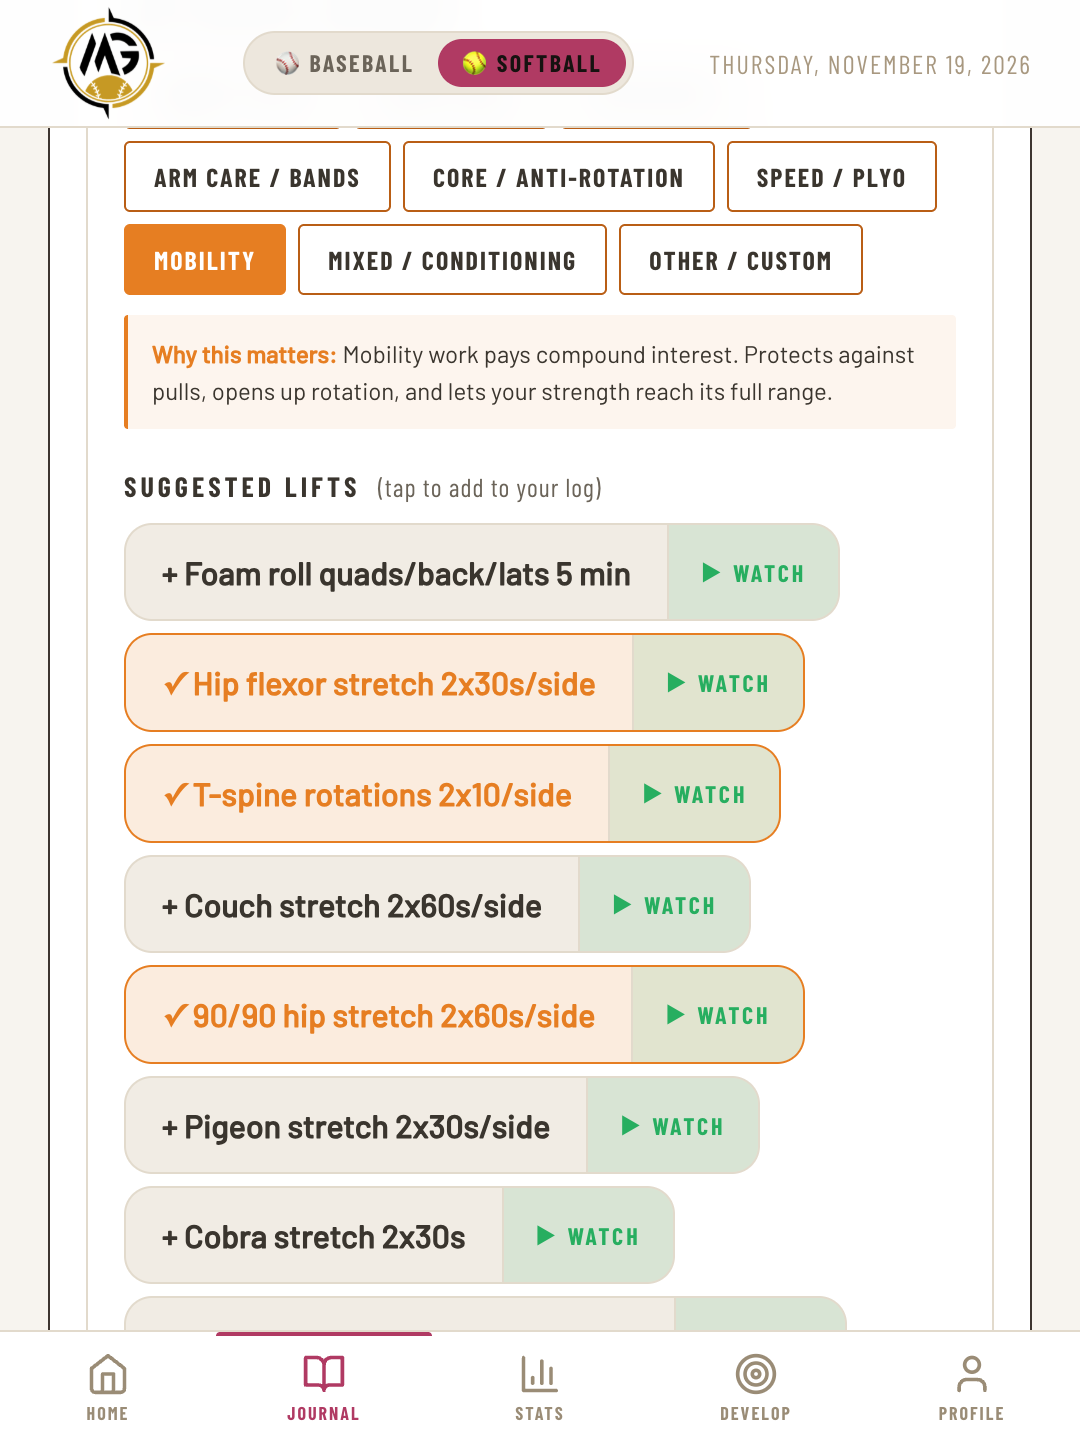 MG
BASEBALL
SOFTBALL
THURSDAY, NOVEMBER 19, 2026
ARM CARE / BANDS
CORE / ANTI-ROTATION
SPEED / PLYO
MOBILITY
MIXED / CONDITIONING
OTHER / CUSTOM
Why this matters: Mobility work pays compound interest. Protects against
pulls, opens up rotation, and lets your strength reach its full range.
SUGGESTED LIFTS (tap to add to your log)
+ Foam roll quads/back/lats 5 min
▶ WATCH
✓ Hip flexor stretch 2x30s/side
▶ WATCH
✓ T-spine rotations 2x10/side
▶ WATCH
+ Couch stretch 2x60s/side
▶ WATCH
✓ 90/90 hip stretch 2x60s/side
▶ WATCH
+ Pigeon stretch 2x30s/side
▶ WATCH
+ Cobra stretch 2x30s
▶ WATCH
HOME
JOURNAL
STATS
DEVELOP
PROFILE